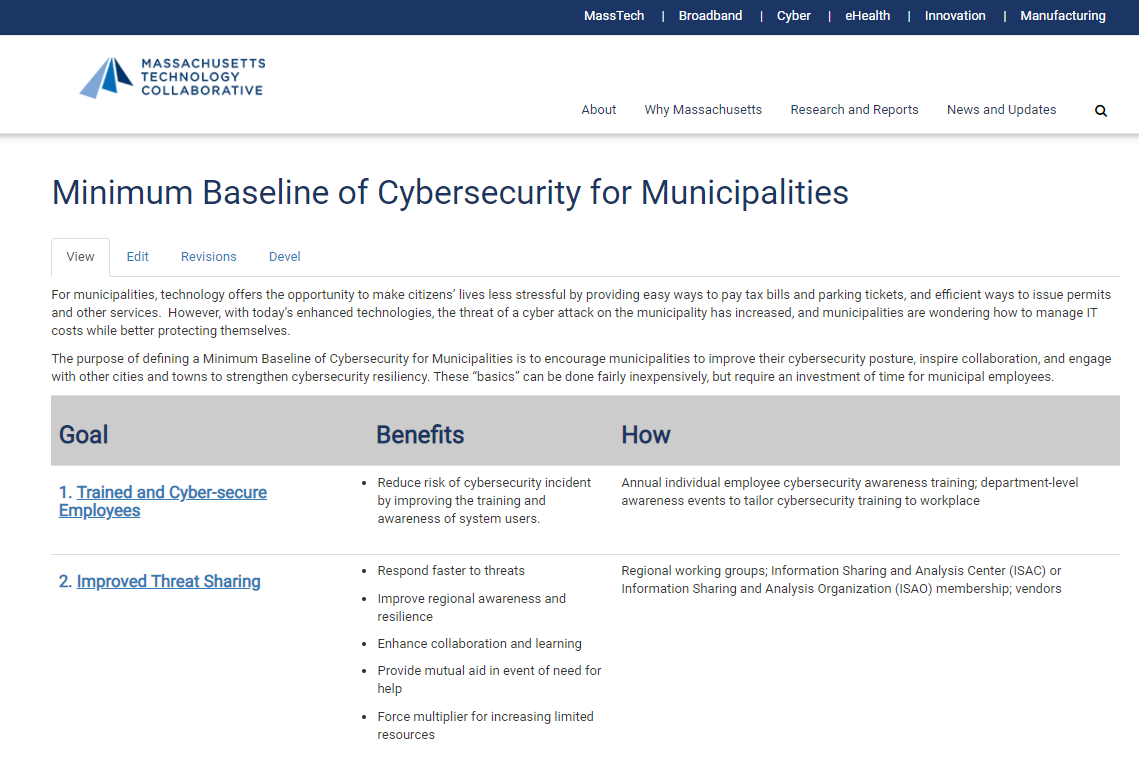 MassTech | Broadband | Cyber | eHealth | Innovation | Manufacturing
MASSACHUSETTS
TECHNOLOGY
COLLABORATIVE
About Why Massachusetts Research and Reports News and Updates
Minimum Baseline of Cybersecurity for Municipalities
View Edit Revisions Devel
For municipalities, technology offers the opportunity to make citizens’ lives less stressful by providing easy ways to pay tax bills and parking tickets, and efficient ways to issue permits
and other services.  However, with today’s enhanced technologies, the threat of a cyber attack on the municipality has increased, and municipalities are wondering how to manage IT
costs while better protecting themselves.
The purpose of defining a Minimum Baseline of Cybersecurity for Municipalities is to encourage municipalities to improve their cybersecurity posture, inspire collaboration, and engage
with other cities and towns to strengthen cybersecurity resiliency. These “basics” can be done fairly inexpensively, but require an investment of time for municipal employees.
Goal Benefits How
1. Trained and Cyber-secure
Employees
• Reduce risk of cybersecurity incident
by improving the training and
awareness of system users.
Annual individual employee cybersecurity awareness training; department-level
awareness events to tailor cybersecurity training to workplace
2. Improved Threat Sharing
• Respond faster to threats
• Improve regional awareness and
resilience
• Enhance collaboration and learning
• Provide mutual aid in event of need for
help
• Force multiplier for increasing limited
resources
Regional working groups; Information Sharing and Analysis Center (ISAC) or
Information Sharing and Analysis Organization (ISAO) membership; vendors